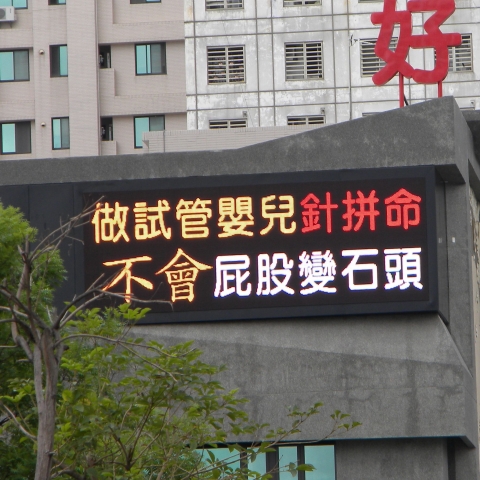 好
做試管嬰兒針拼命
不會屁股變石頭